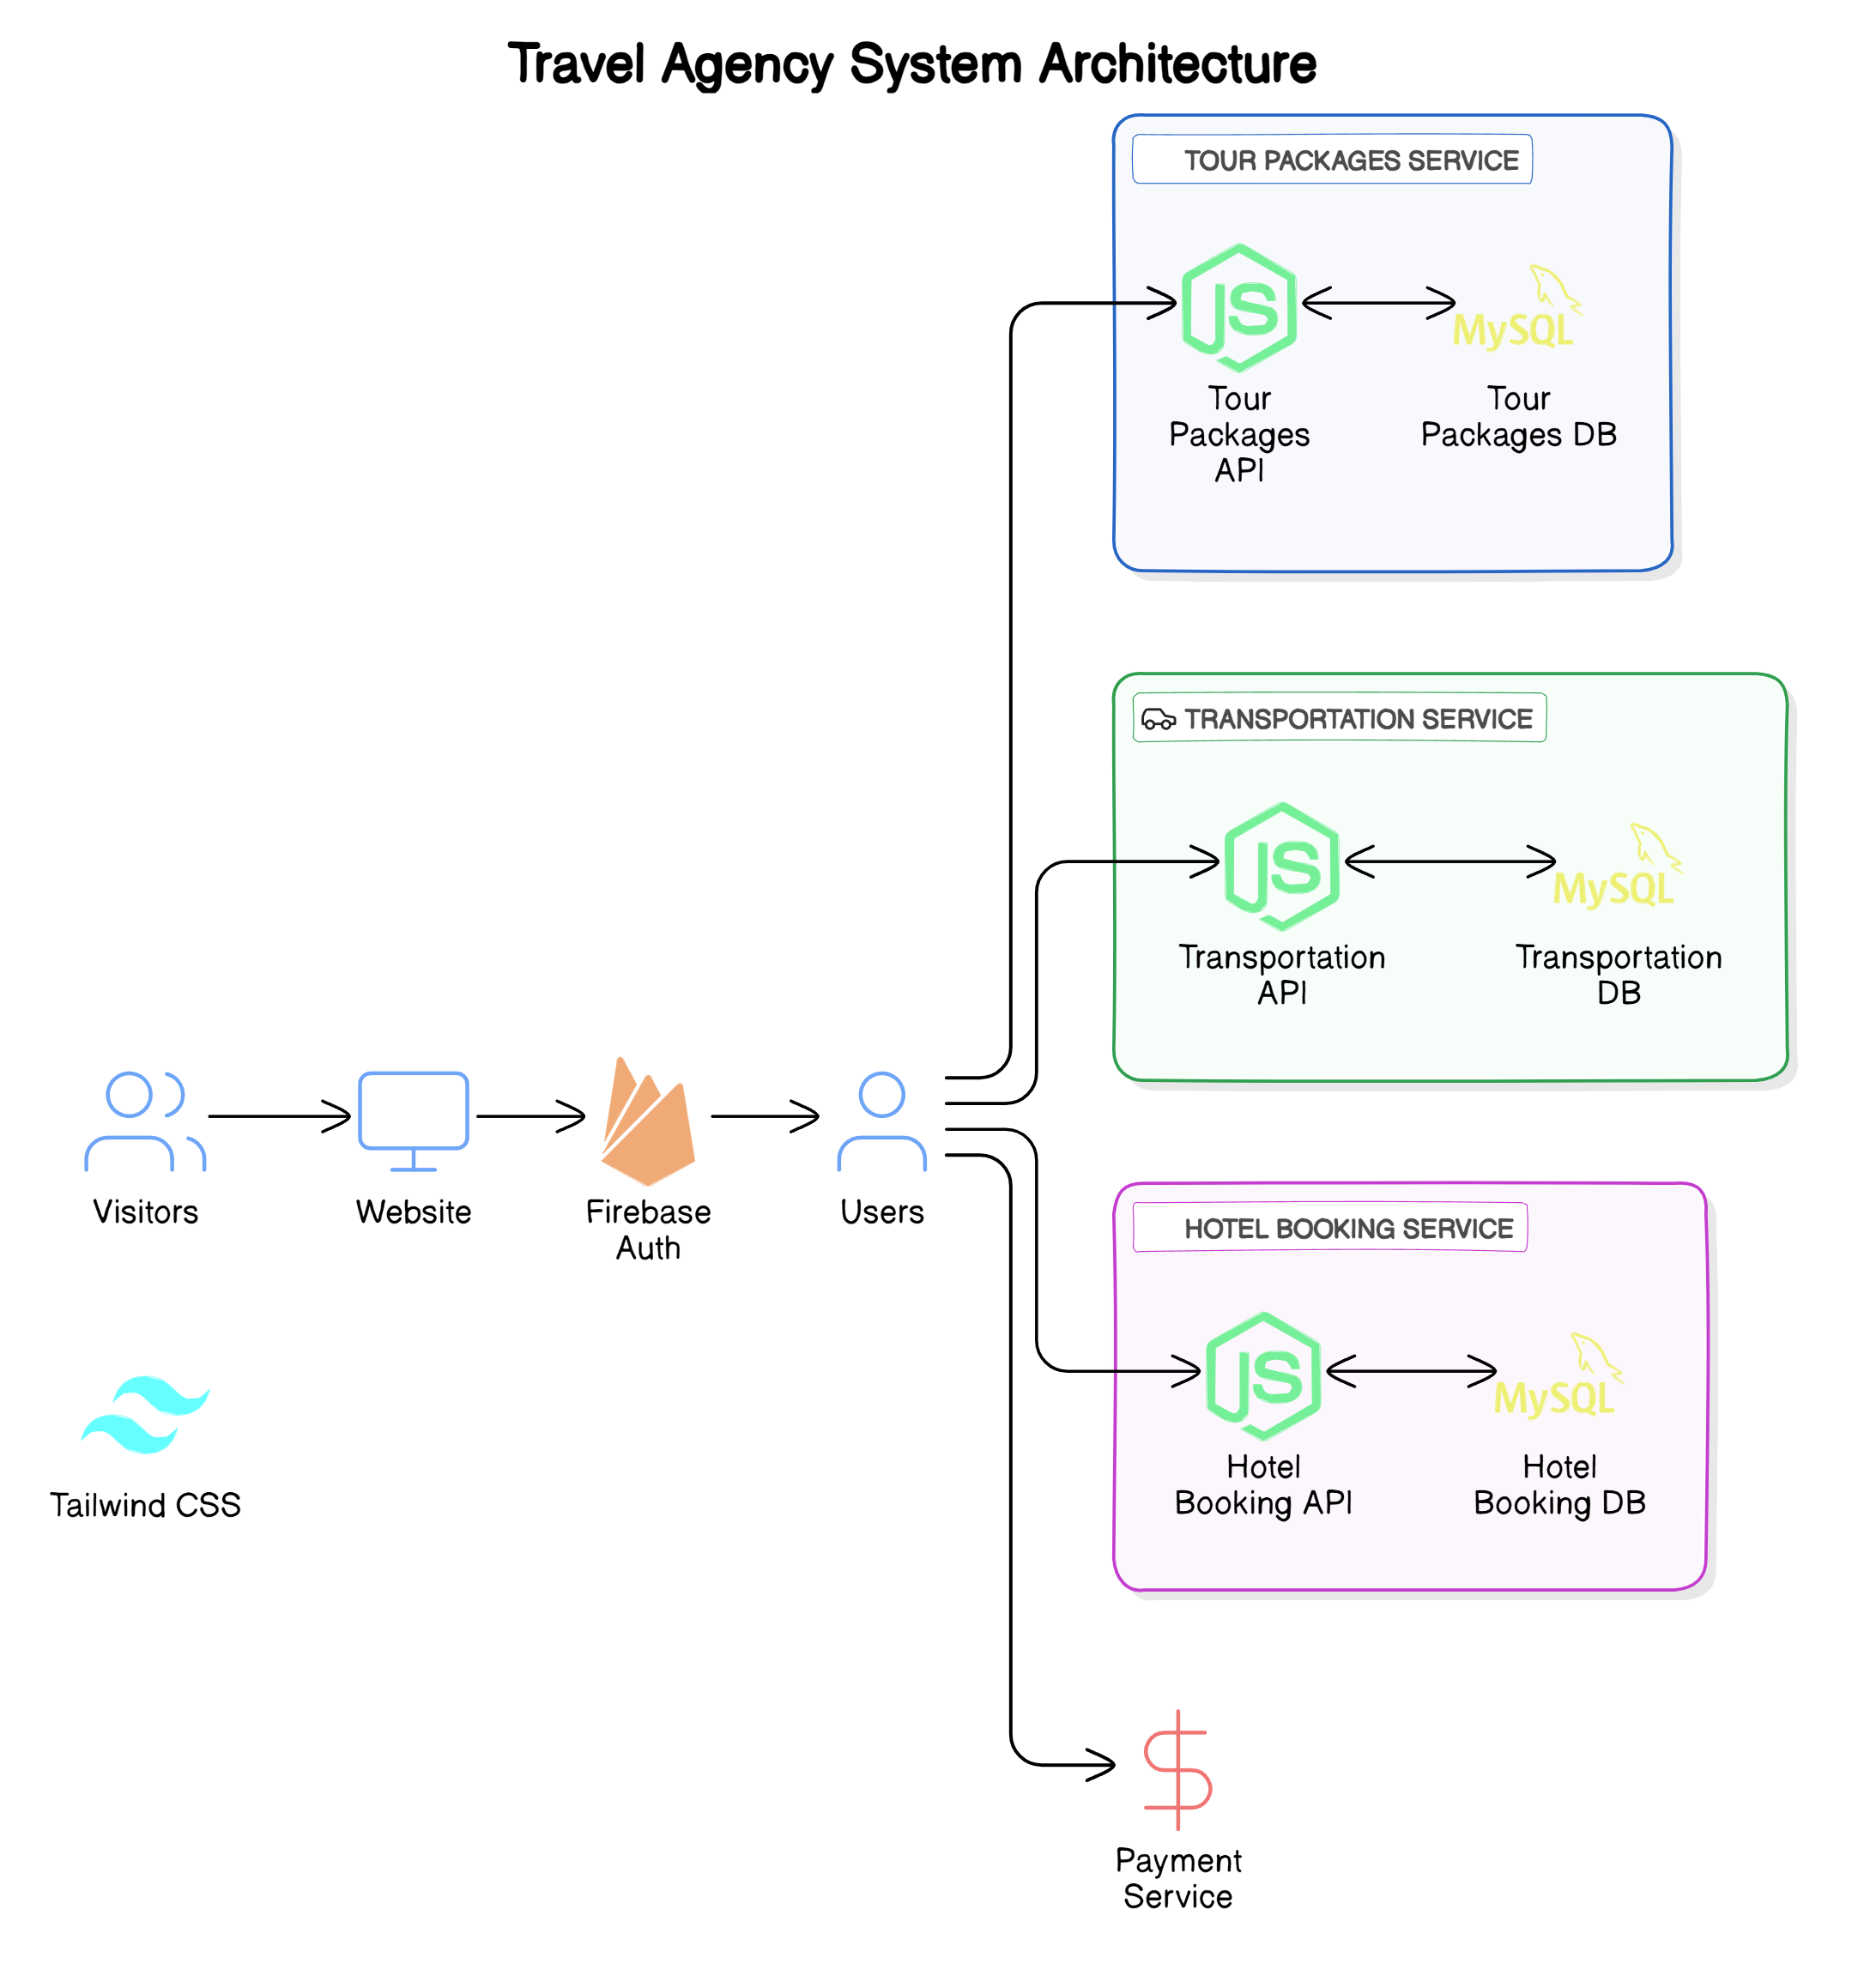 Travel Agency System Architecture
TOUR PACKAGES SERVICE
JS
MySQL
Tour
Packages
API
Tour
Packages DB
TRANSPORTATION SERVICE
JS
MySQL
Transportation
API
Transportation
DB
Visitors
Website
Firebase
Auth
Users
HOTEL BOOKING SERVICE
JS
MySQL
Hotel
Booking API
Hotel
Booking DB
Tailwind CSS
Payment
Service